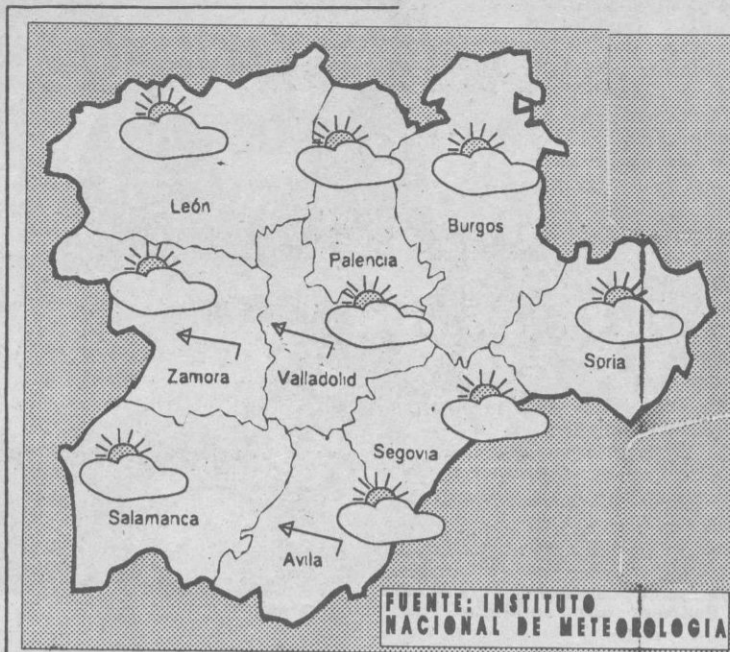 León
Burgos
Palencia
Soria
Zamora
Valladolid
Segovia
Salamanca
Avila
FUENTE: INSTITUTO
NACIONAL DE METEOROLOGIA